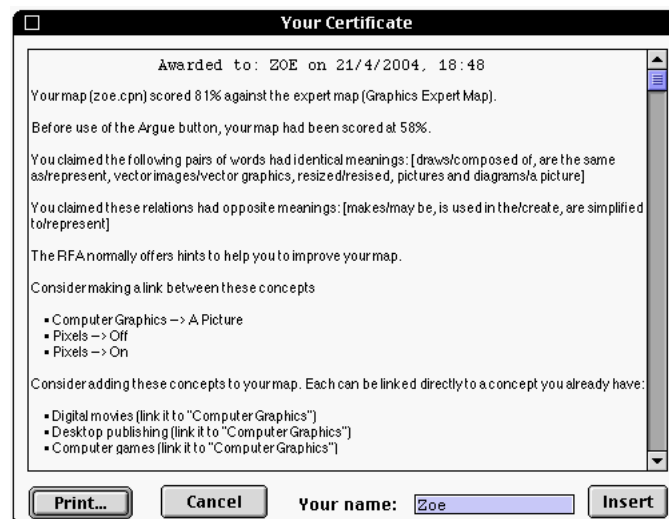 Your Certificate
Awarded to: ZOE on 21/4/2004, 18:48
Your map (zoe.cpn) scored 81% against the expert map (Graphics Expert Map).
Before use of the Argue button, your map had been scored at 58%.
You claimed the following pairs of words had identical meanings: [draws/composed of, are the same
as/represent, vector images/vector graphics, resized/resised, pictures and diagrams/a picture]
You claimed these relations had opposite meanings: [makes/may be, is used in the/create, are simplified
to/represent]
The RFA normally offers hints to help you to improve your map.
Consider making a link between these concepts
▪ Computer Graphics —> A Picture
▪ Pixels —> Off
▪ Pixels —> On
Consider adding these concepts to your map. Each can be linked directly to a concept you already have:
▪ Digital movies (link it to "Computer Graphics")
▪ Desktop publishing (link it to "Computer Graphics")
▪ Computer games (link it to "Computer Graphics")
Print... Cancel Your name: Zoe Insert